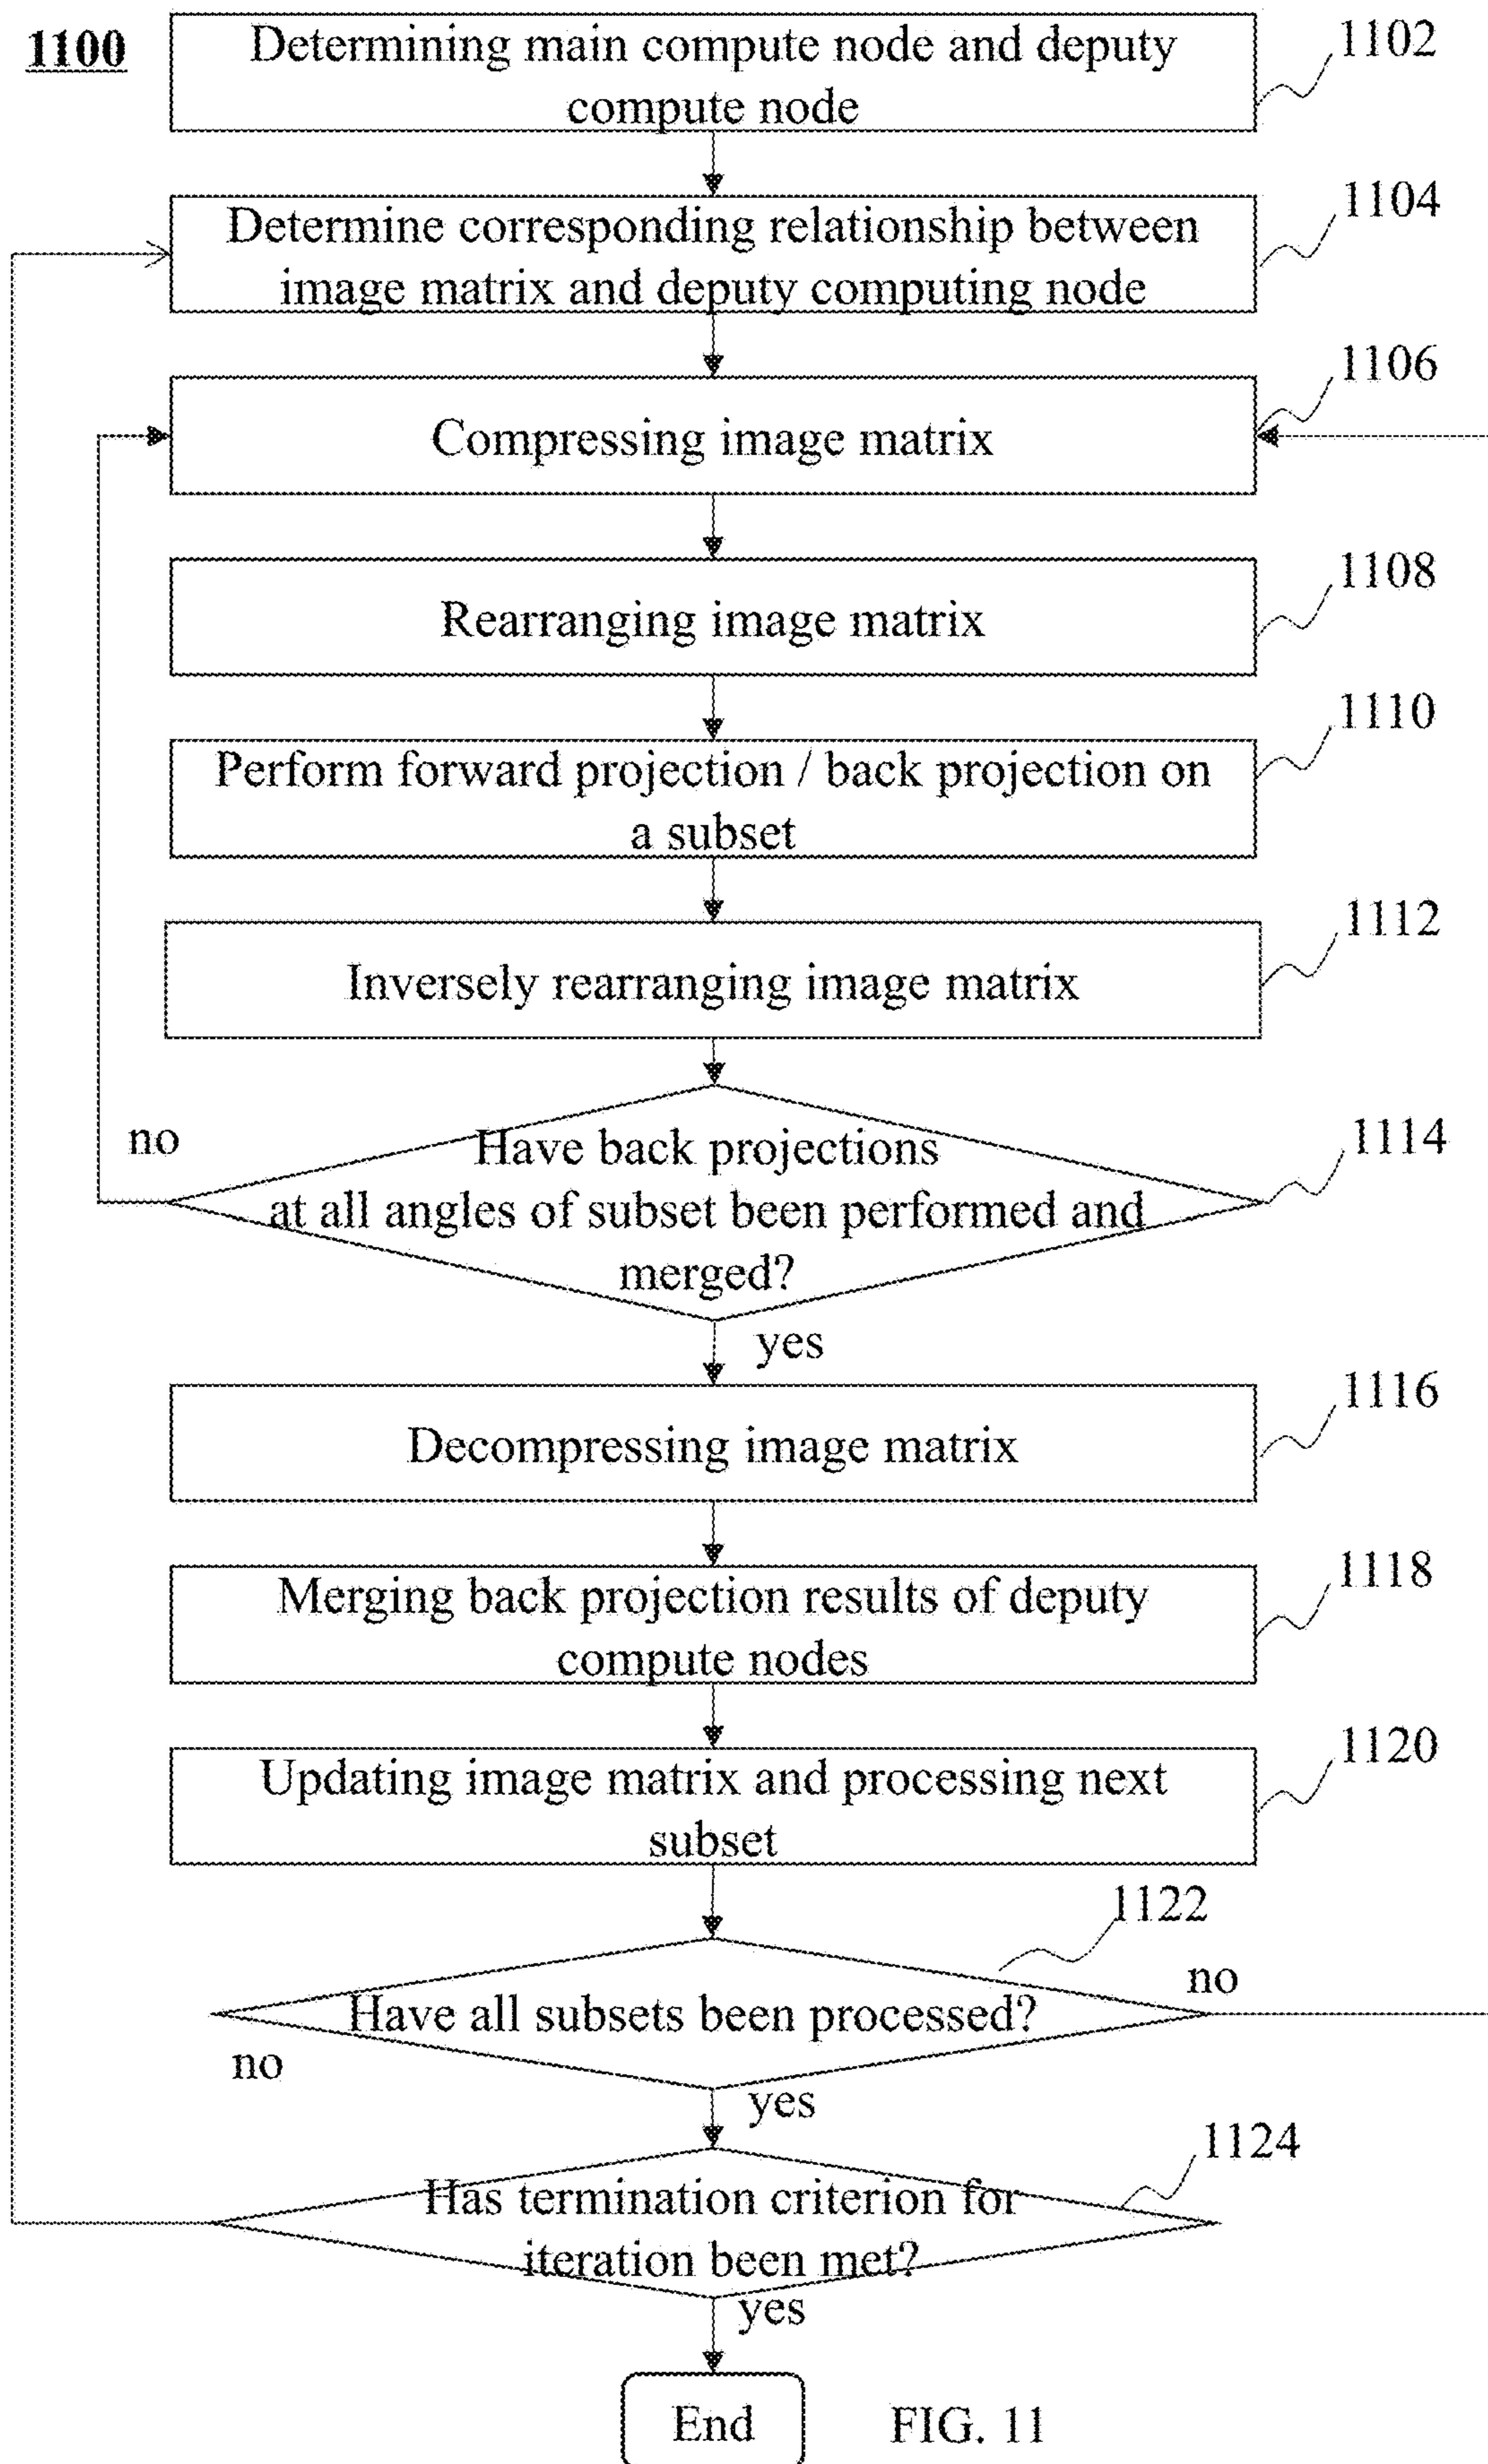 1100
Determining main compute node and deputy
compute node
1102
Determine corresponding relationship between
image matrix and deputy computing node
1104
Compressing image matrix
1106
Rearranging image matrix
1108
Perform forward projection / back projection on
a subset
1110
Inversely rearranging image matrix
1112
no
Have back projections
at all angles of subset been performed and
merged?
1114
yes
Decompressing image matrix
1116
Merging back projection results of deputy
compute nodes
1118
Updating image matrix and processing next
subset
1120
1122
Have all subsets been processed?
no
no
yes
1124
Has termination criterion for
iteration been met?
yes
End
FIG. 11